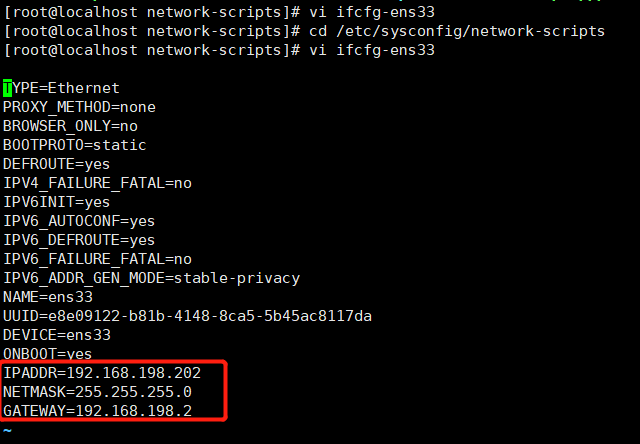 [root@localhost network-scripts]# vi ifcfg-ens33
[root@localhost network-scripts]# cd /etc/sysconfig/network-scripts
[root@localhost network-scripts]# vi ifcfg-ens33
TYPE=Ethernet
PROXY_METHOD=none
BROWSER_ONLY=no
BOOTPROTO=static
DEFROUTE=yes
IPV4_FAILURE_FATAL=no
IPV6INIT=yes
IPV6_AUTOCONF=yes
IPV6_DEFROUTE=yes
IPV6_FAILURE_FATAL=no
IPV6_ADDR_GEN_MODE=stable-privacy
NAME=ens33
UUID=e8e09122-b81b-4148-8ca5-5b45ac8117da
DEVICE=ens33
ONBOOT=yes
IPADDR=192.168.198.202
NETMASK=255.255.255.0
GATEWAY=192.168.198.2
~